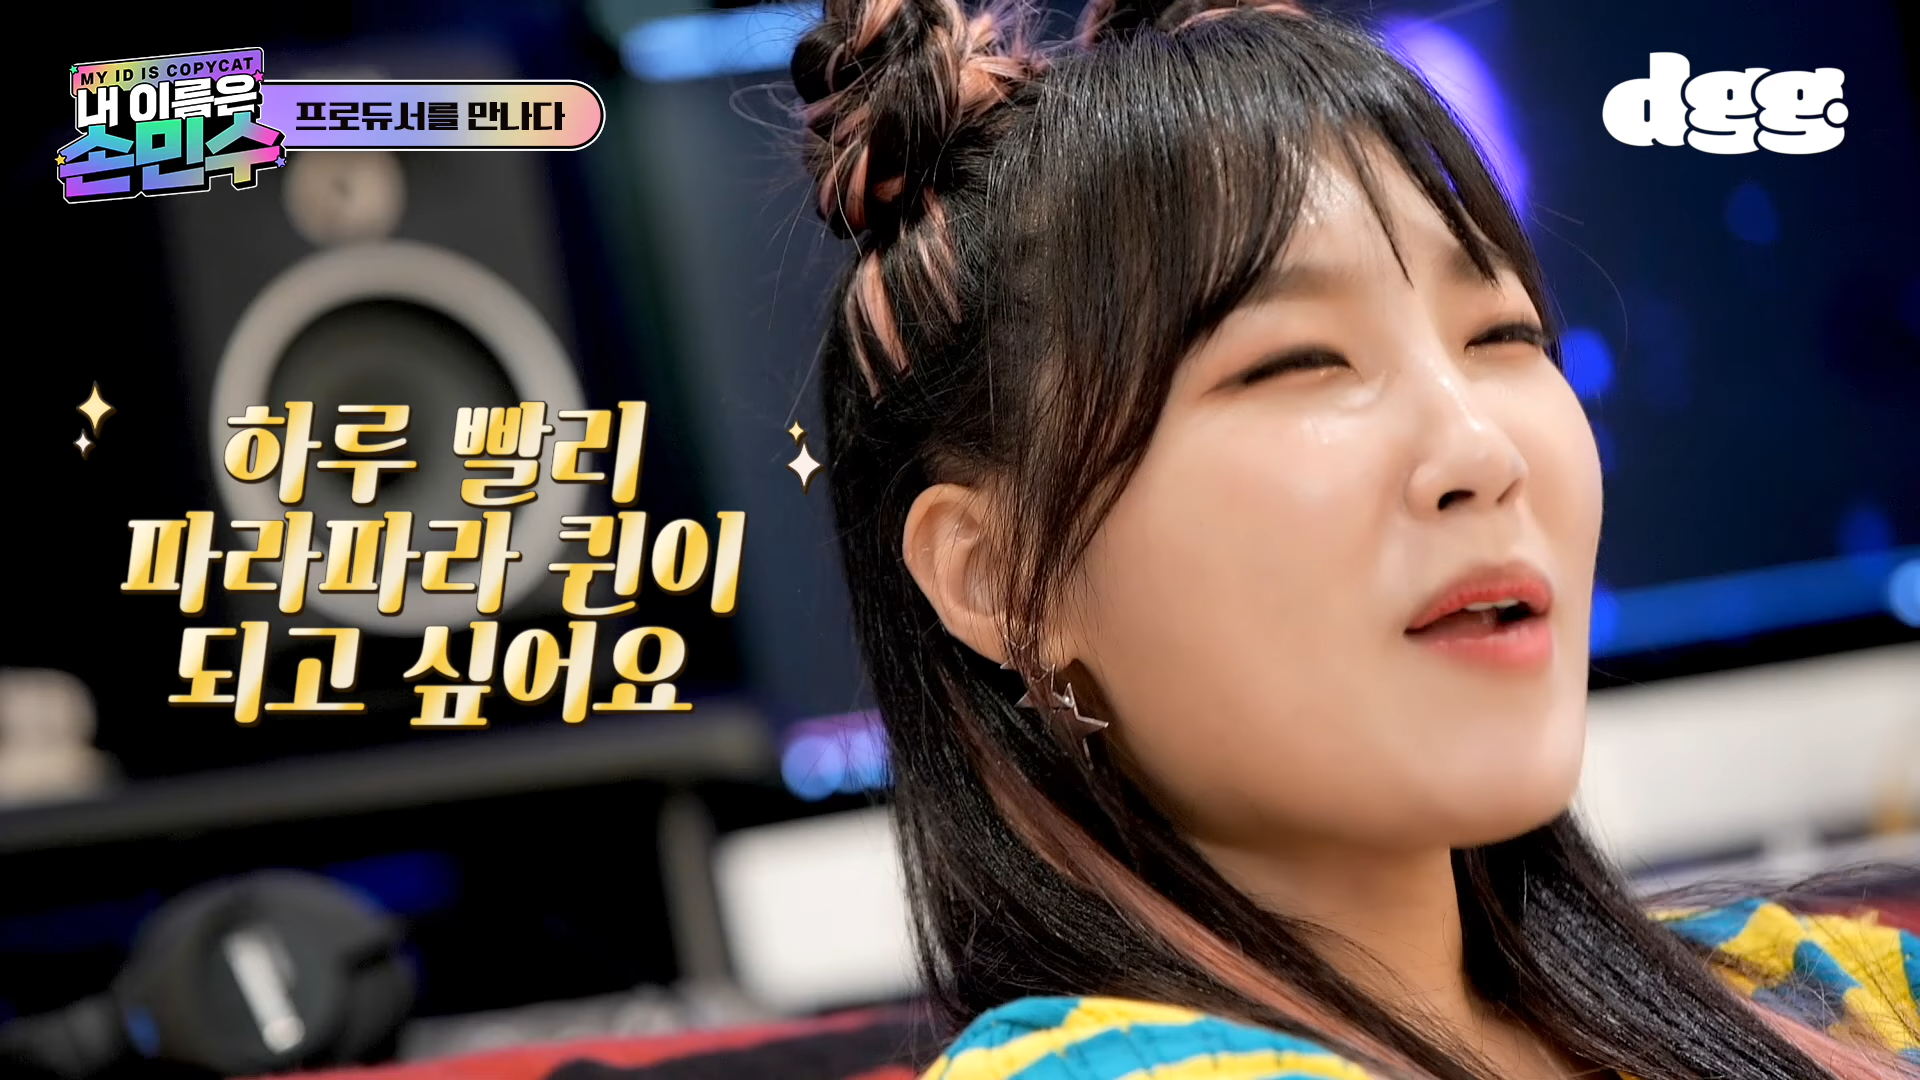 MY ID IS COPYCAT
내 이름은
손민수
프로듀서를 만나다
dgg.
하루 빨리
파라파라 퀸이
되고 싶어요